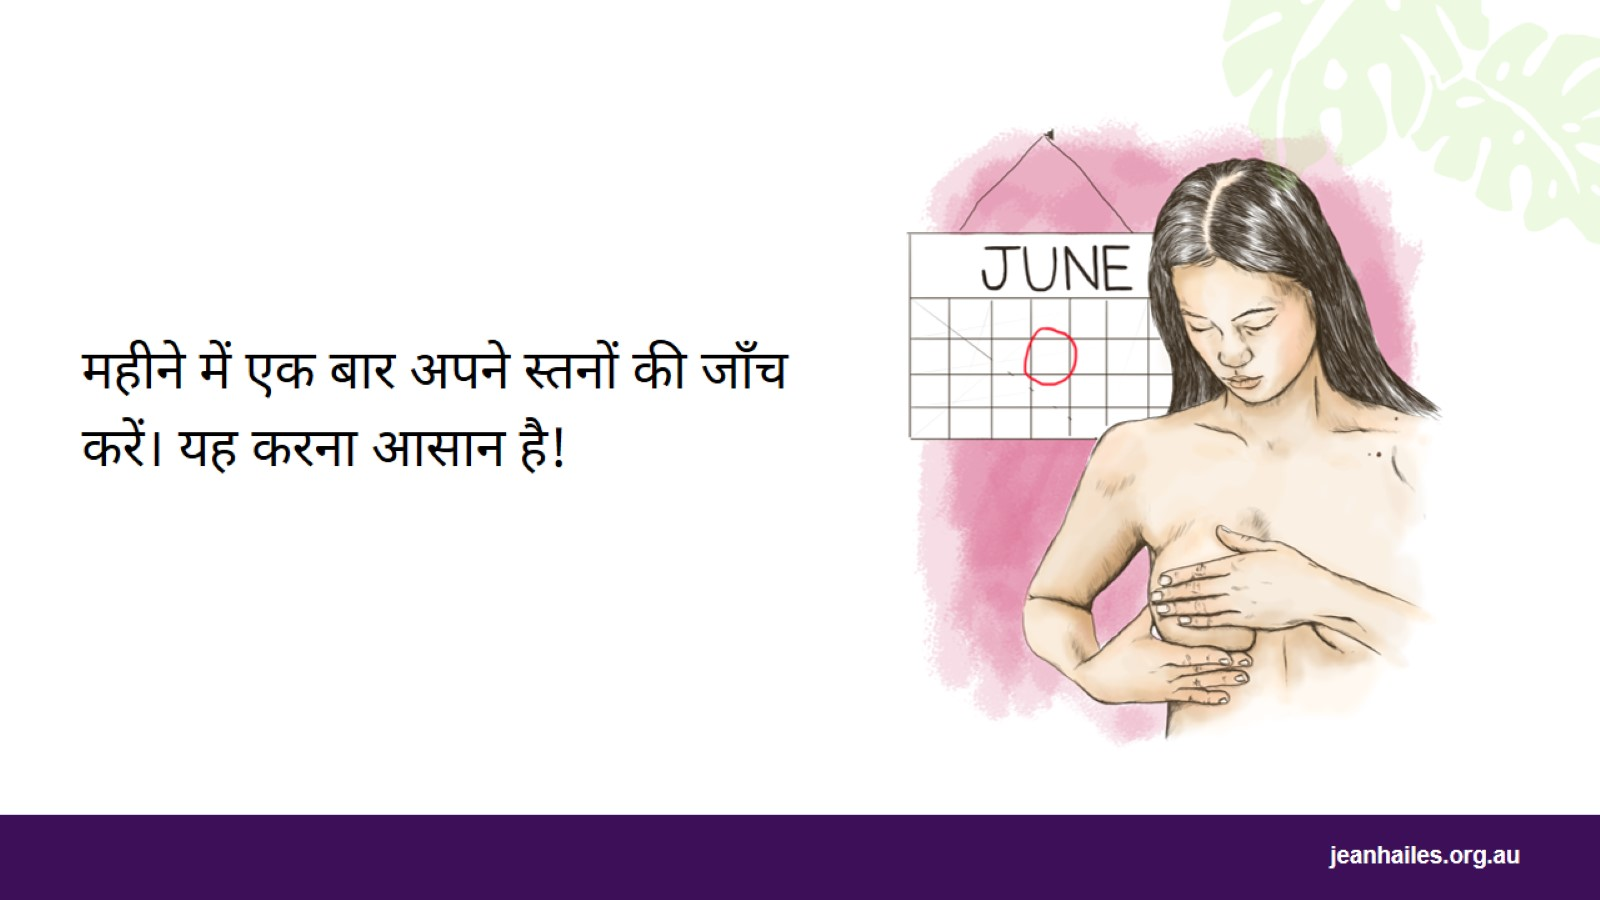 महीने में एक बार अपने स्तनों की जाँच
करें। यह करना आसान है!
JUNE
jeanhailes.org.au